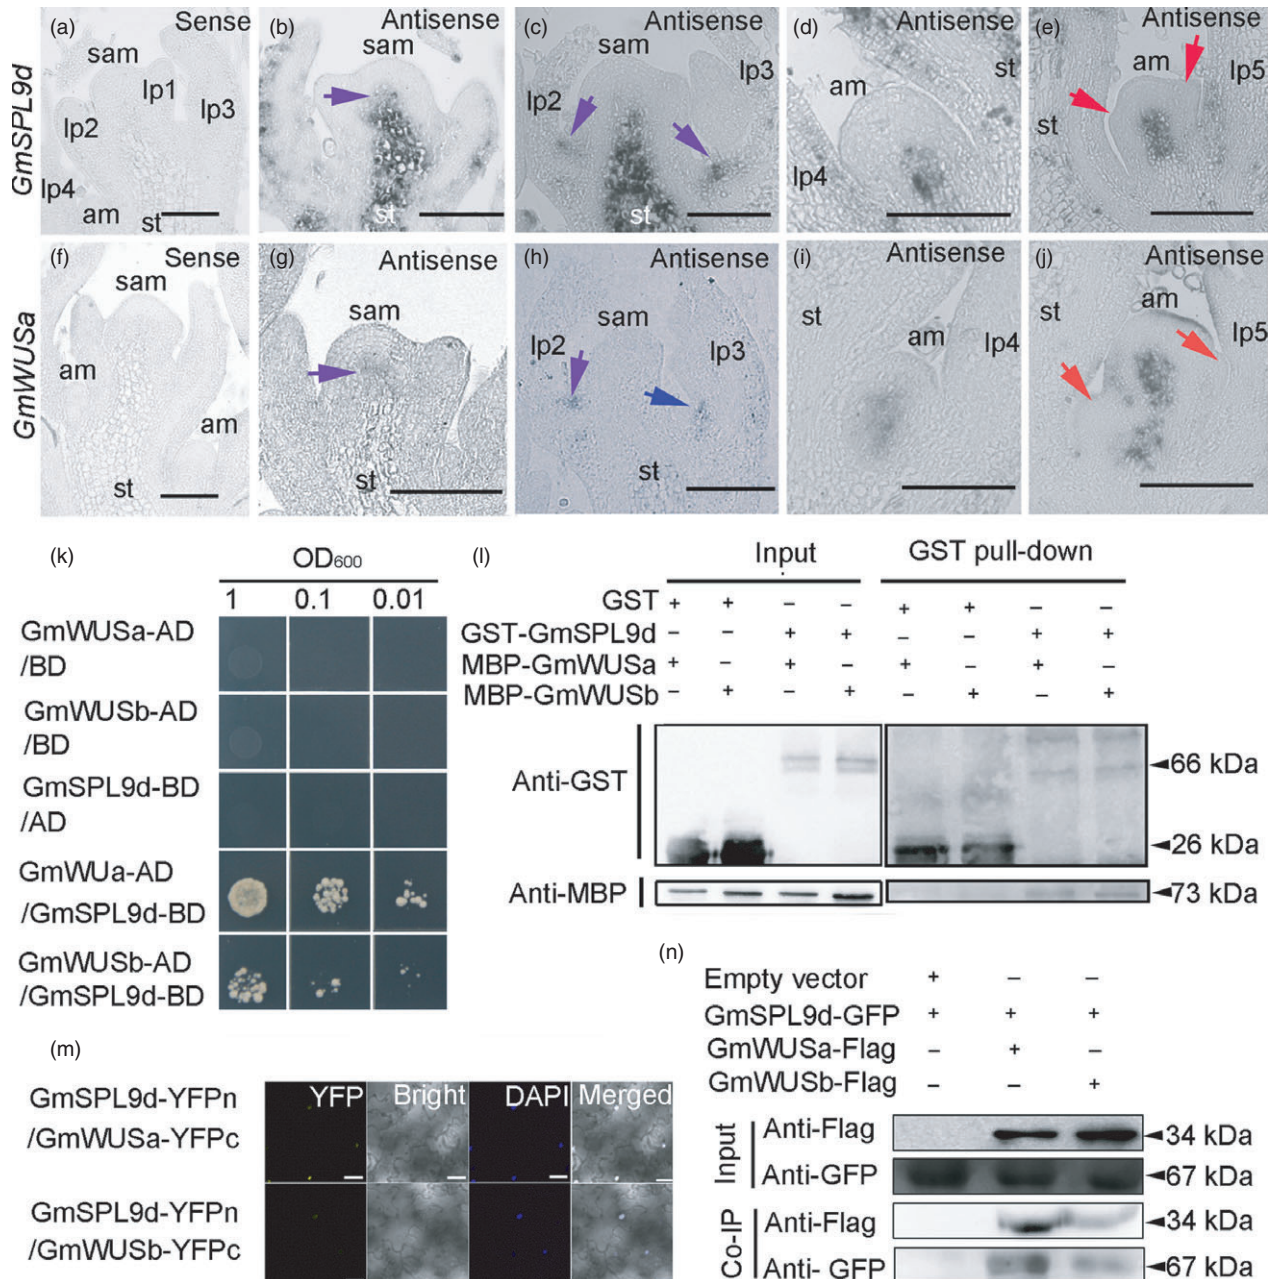 (a) Sense
sam
lp1
lp2
lp3
lp4
am
st
(b) Antisense
sam
st
(c) Antisense
sam
lp3
lp2
st
(d) Antisense
st
am
lp4
(e) Antisense
am
lp5
st
GmSPL9d
(f) Sense
sam
am
am
st
(g) Antisense
sam
st
(h) Antisense
sam
lp2
lp3
st
(i) Antisense
st
am
lp4
(j) Antisense
am
st
lp5
GmWUSa
(k)
OD600
1 0.1 0.01
GmWUSa-AD
/BD
GmWUSb-AD
/BD
GmSPL9d-BD
/AD
GmWUa-AD
/GmSPL9d-BD
GmWUSb-AD
/GmSPL9d-BD
(l)
Input GST pull-down
GST + + – – + + – –
GST-GmSPL9d – – + + – – + +
MBP-GmWUSa + – + – + – + –
MBP-GmWUSb – + – + – + – +
Anti-GST
66 kDa
26 kDa
Anti-MBP
73 kDa
(m)
YFP Bright DAPI Merged
GmSPL9d-YFPn
/GmWUSa-YFPc
GmSPL9d-YFPn
/GmWUSb-YFPc
(n)
Empty vector + – –
GmSPL9d-GFP + + +
GmWUSa-Flag – + –
GmWUSb-Flag – – +
Input
Anti-Flag 34 kDa
Anti-GFP 67 kDa
Co-IP
Anti-Flag 34 kDa
Anti- GFP 67 kDa